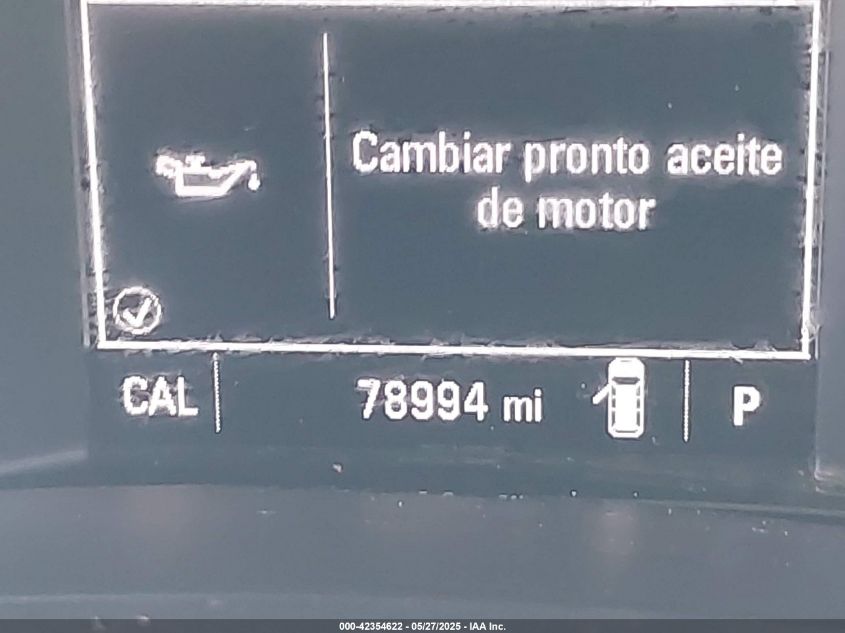 Cambiar pronto aceite
de motor
CAL 78994 mi P
000-42354622 - 05/27/2025 - IAA Inc.